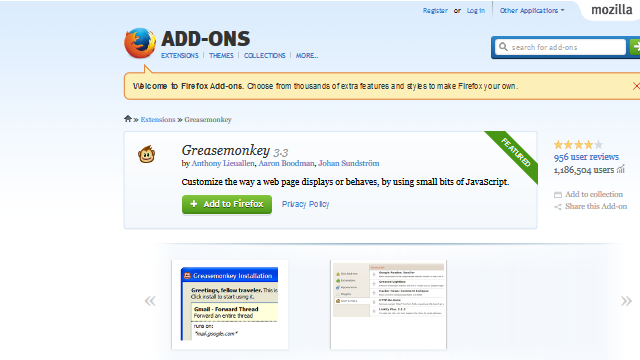 Register or Log in Other Applications
mozilla
ADD-ONS
EXTENSIONS | THEMES | COLLECTIONS | MORE...
search for add-ons
Welcome to Firefox Add-ons. Choose from thousands of extra features and styles to make Firefox your own.
» Extensions » Greasemonkey
FEATURED
Greasemonkey 3.3
by Anthony Lieuallen, Aaron Boodman, Johan Sundström
Customize the way a web page displays or behaves, by using small bits of JavaScript.
+ Add to Firefox Privacy Policy
956 user reviews
1,186,504 users
Add to collection
Share this Add-on
Greasemonkey Installation
Greetings, fellow traveler. This is
Click install to start using it.
Gmail - Forward Thread
Forward an entire thread
runs on:
*mail.google.com*